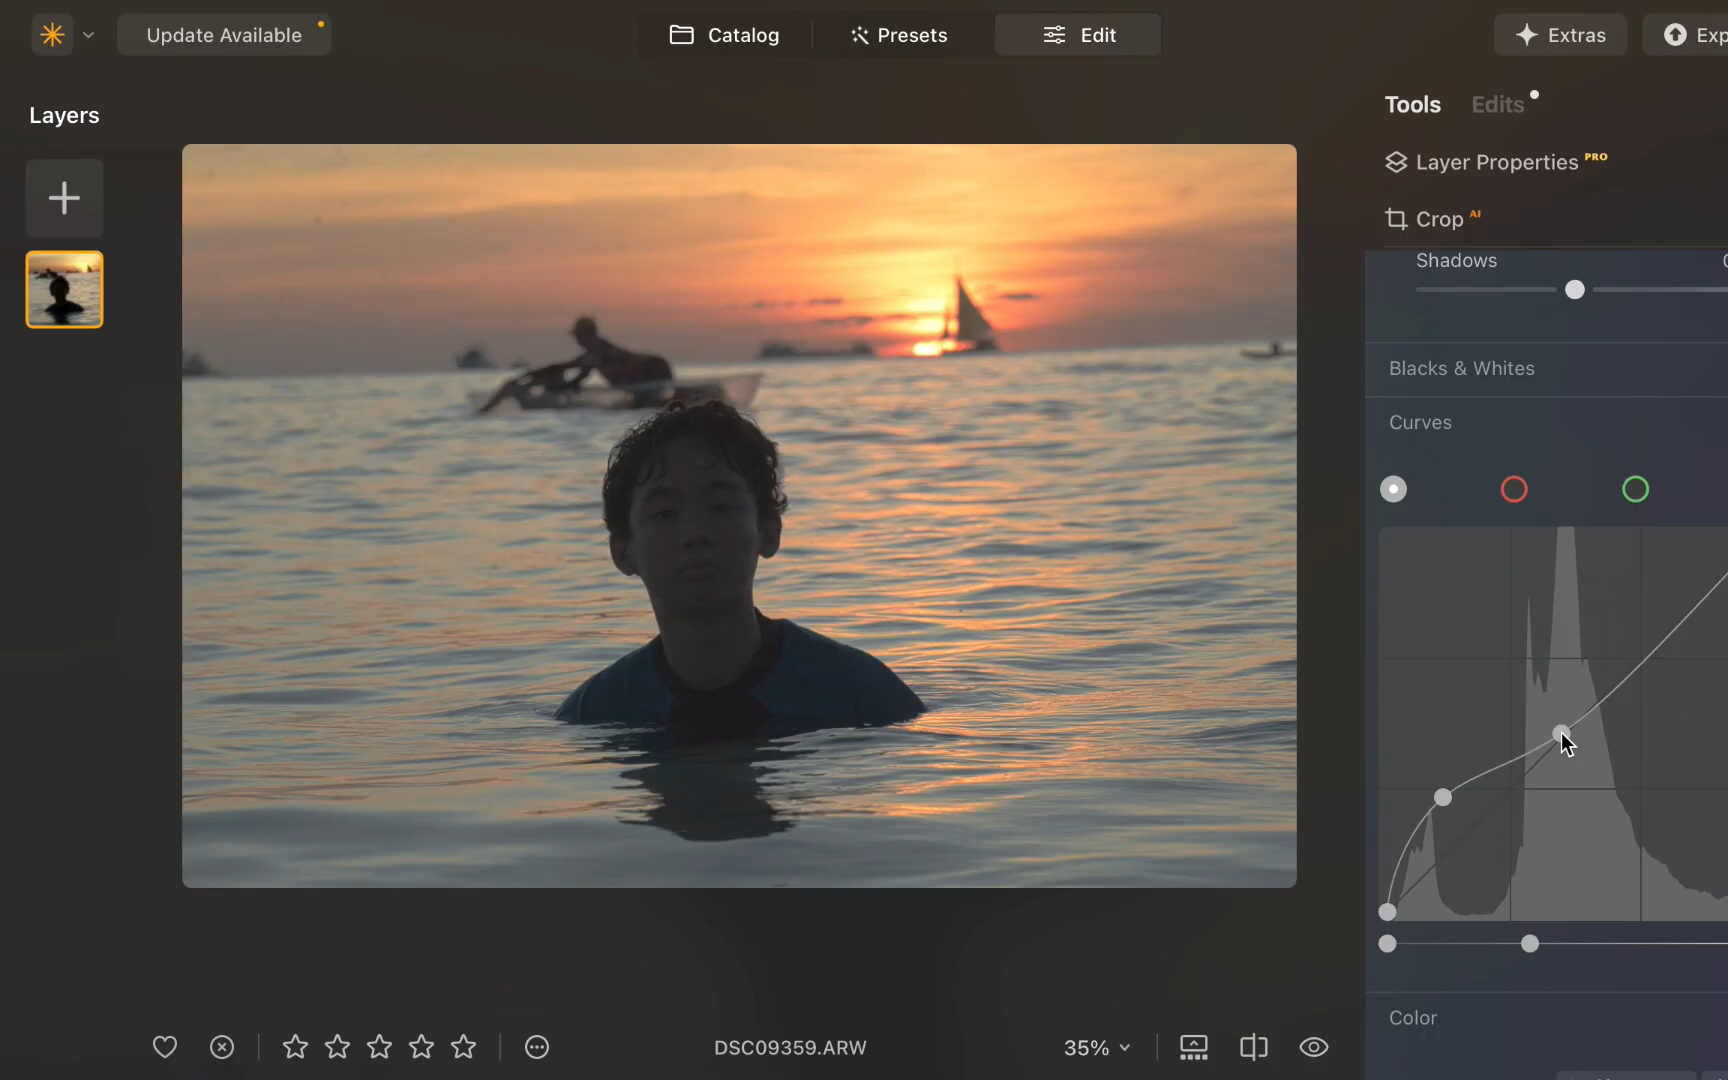 Update Available
Catalog
Presets
Edit
Extras
Exp
Layers
Tools
Edits
Layer Properties PRO
Crop AI
Shadows
Blacks & Whites
Curves
Color
DSC09359.ARW
35%